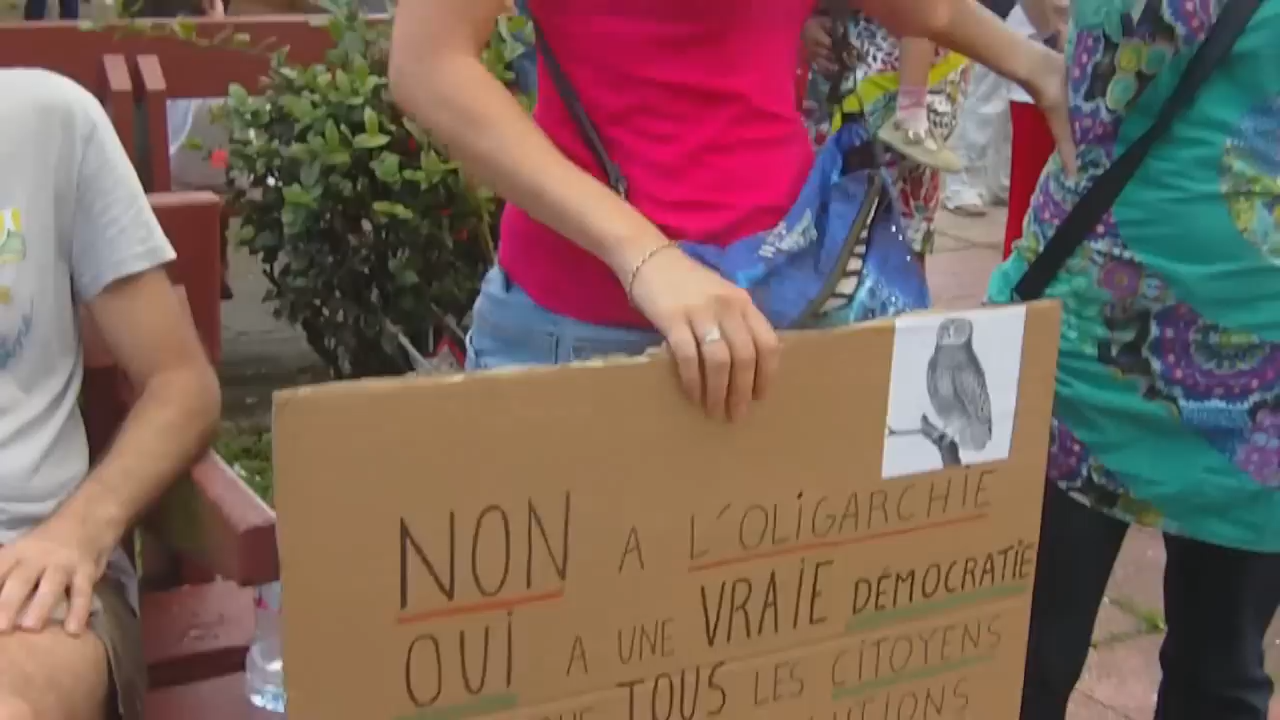 NON A L'OLiGARCHiE
OUi A UNE VRAiE DÉMOCRATiE
TOUS LES CiTOYENS